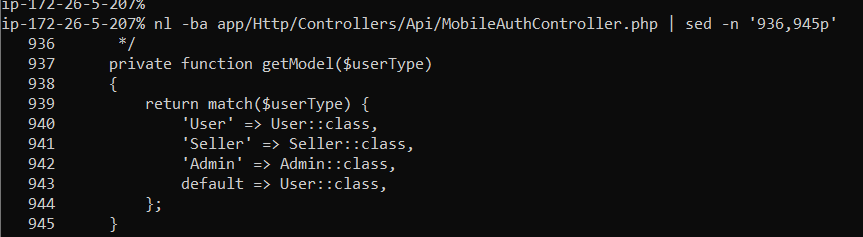 ip-172-26-5-207%
ip-172-26-5-207% nl -ba app/Http/Controllers/Api/MobileAuthController.php | sed -n '936,945p'
   936	     */
   937	    private function getModel($userType)
   938	    {
   939	        return match($userType) {
   940	            'User' => User::class,
   941	            'Seller' => Seller::class,
   942	            'Admin' => Admin::class,
   943	            default => User::class,
   944	        };
   945	    }